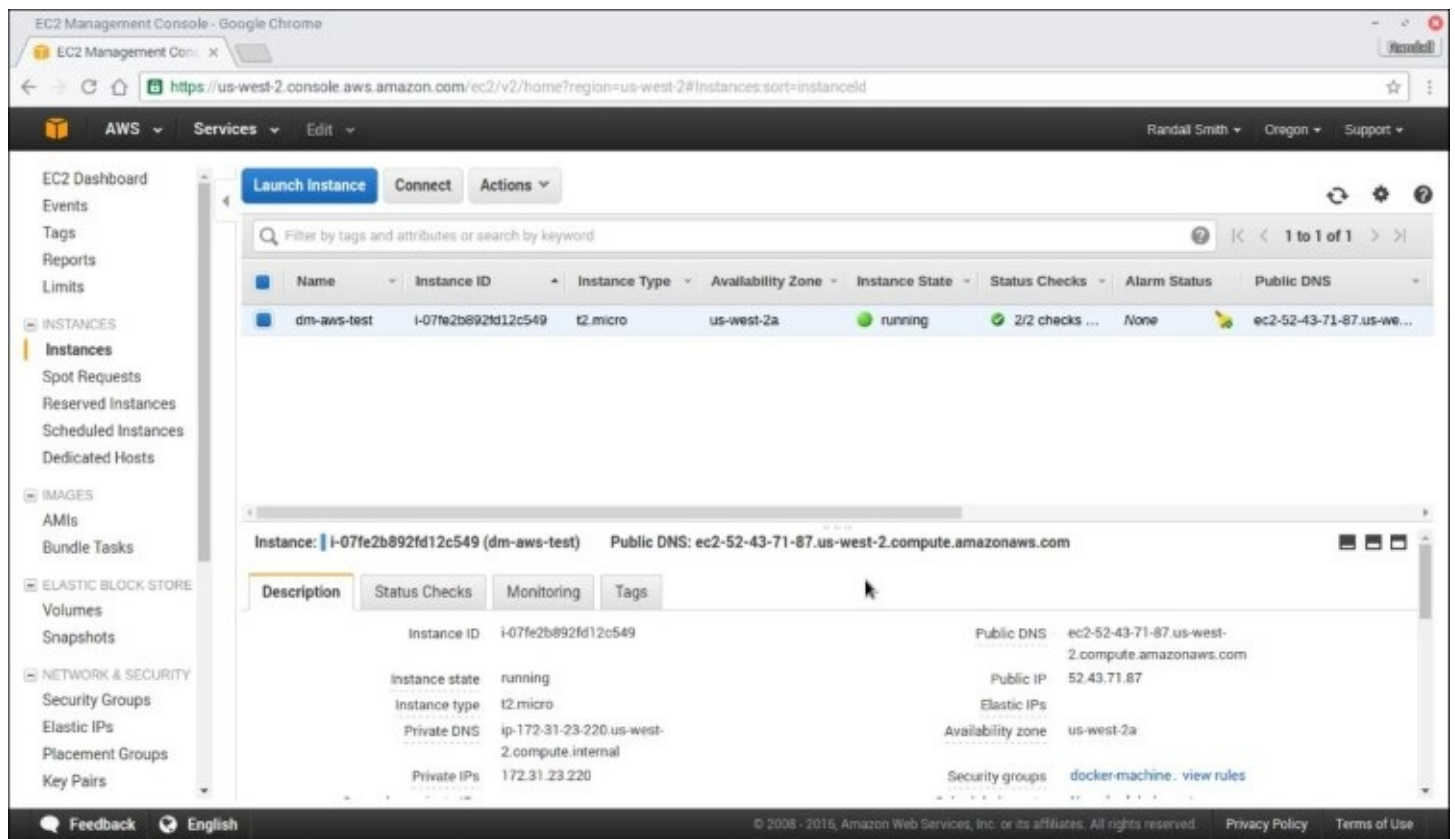 EC2 Management Console - Google Chrome
EC2 Management Con
https://us-west-2.console.aws.amazon.com/ec2/v2/home?region=us-west-2#Instances:sort=instanceId
AWS Services Edit Randall Smith Oregon Support
EC2 Dashboard
Events
Tags
Reports
Limits
INSTANCES
Instances
Spot Requests
Reserved Instances
Scheduled Instances
Dedicated Hosts
IMAGES
AMIs
Bundle Tasks
ELASTIC BLOCK STORE
Volumes
Snapshots
NETWORK & SECURITY
Security Groups
Elastic IPs
Placement Groups
Key Pairs
Launch Instance Connect Actions
Filter by tags and attributes or search by keyword 1 to 1 of 1
Name Instance ID Instance Type Availability Zone Instance State Status Checks Alarm Status Public DNS
dm-aws-test i-07fe2b892fd12c549 t2.micro us-west-2a running 2/2 checks ... None ec2-52-43-71-87.us-we...
Instance: i-07fe2b892fd12c549 (dm-aws-test) Public DNS: ec2-52-43-71-87.us-west-2.compute.amazonaws.com
Description Status Checks Monitoring Tags
Instance ID i-07fe2b892fd12c549 Public DNS ec2-52-43-71-87.us-west-
2.compute.amazonaws.com
Instance state running Public IP 52.43.71.87
Instance type t2.micro Elastic IPs
Private DNS ip-172-31-23-220.us-west- Availability zone us-west-2a
2.compute.internal
Private IPs 172.31.23.220 Security groups docker-machine. view rules
Feedback English © 2008 - 2016, Amazon Web Services, Inc. or its affiliates. All rights reserved. Privacy Policy Terms of Use